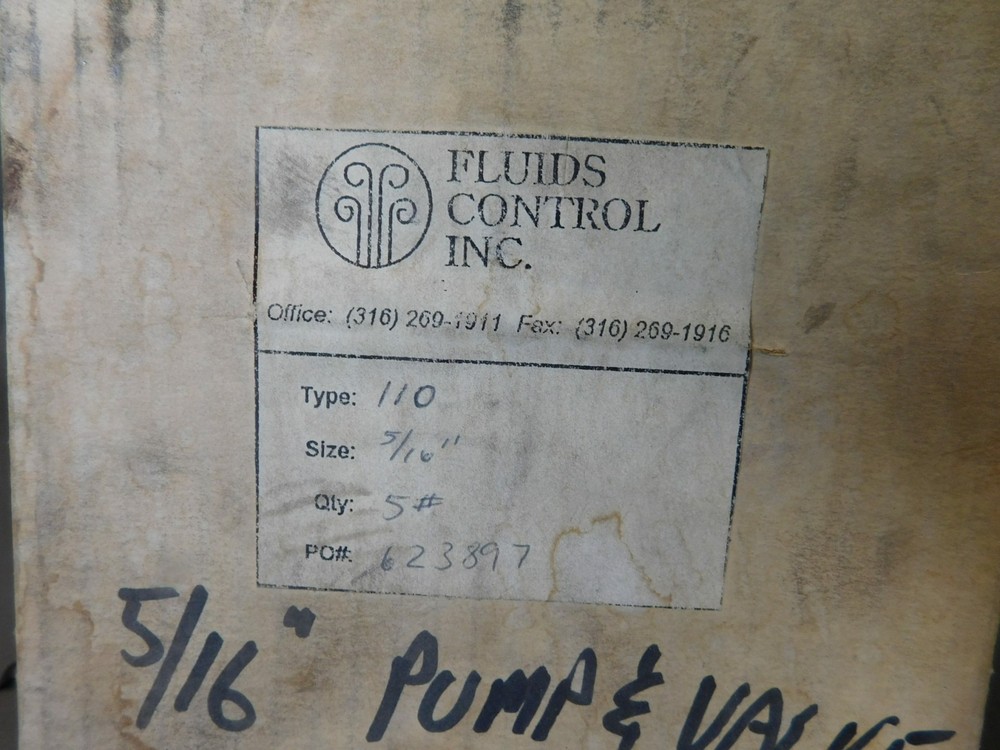 FLUIDS
CONTROL
INC.
Office: (316) 269-1911 Fax: (316) 269-1916
Type: 110
Size: 5/16"
Qty: 5#
PO#: 623897
5/16" PUMP & VALVE